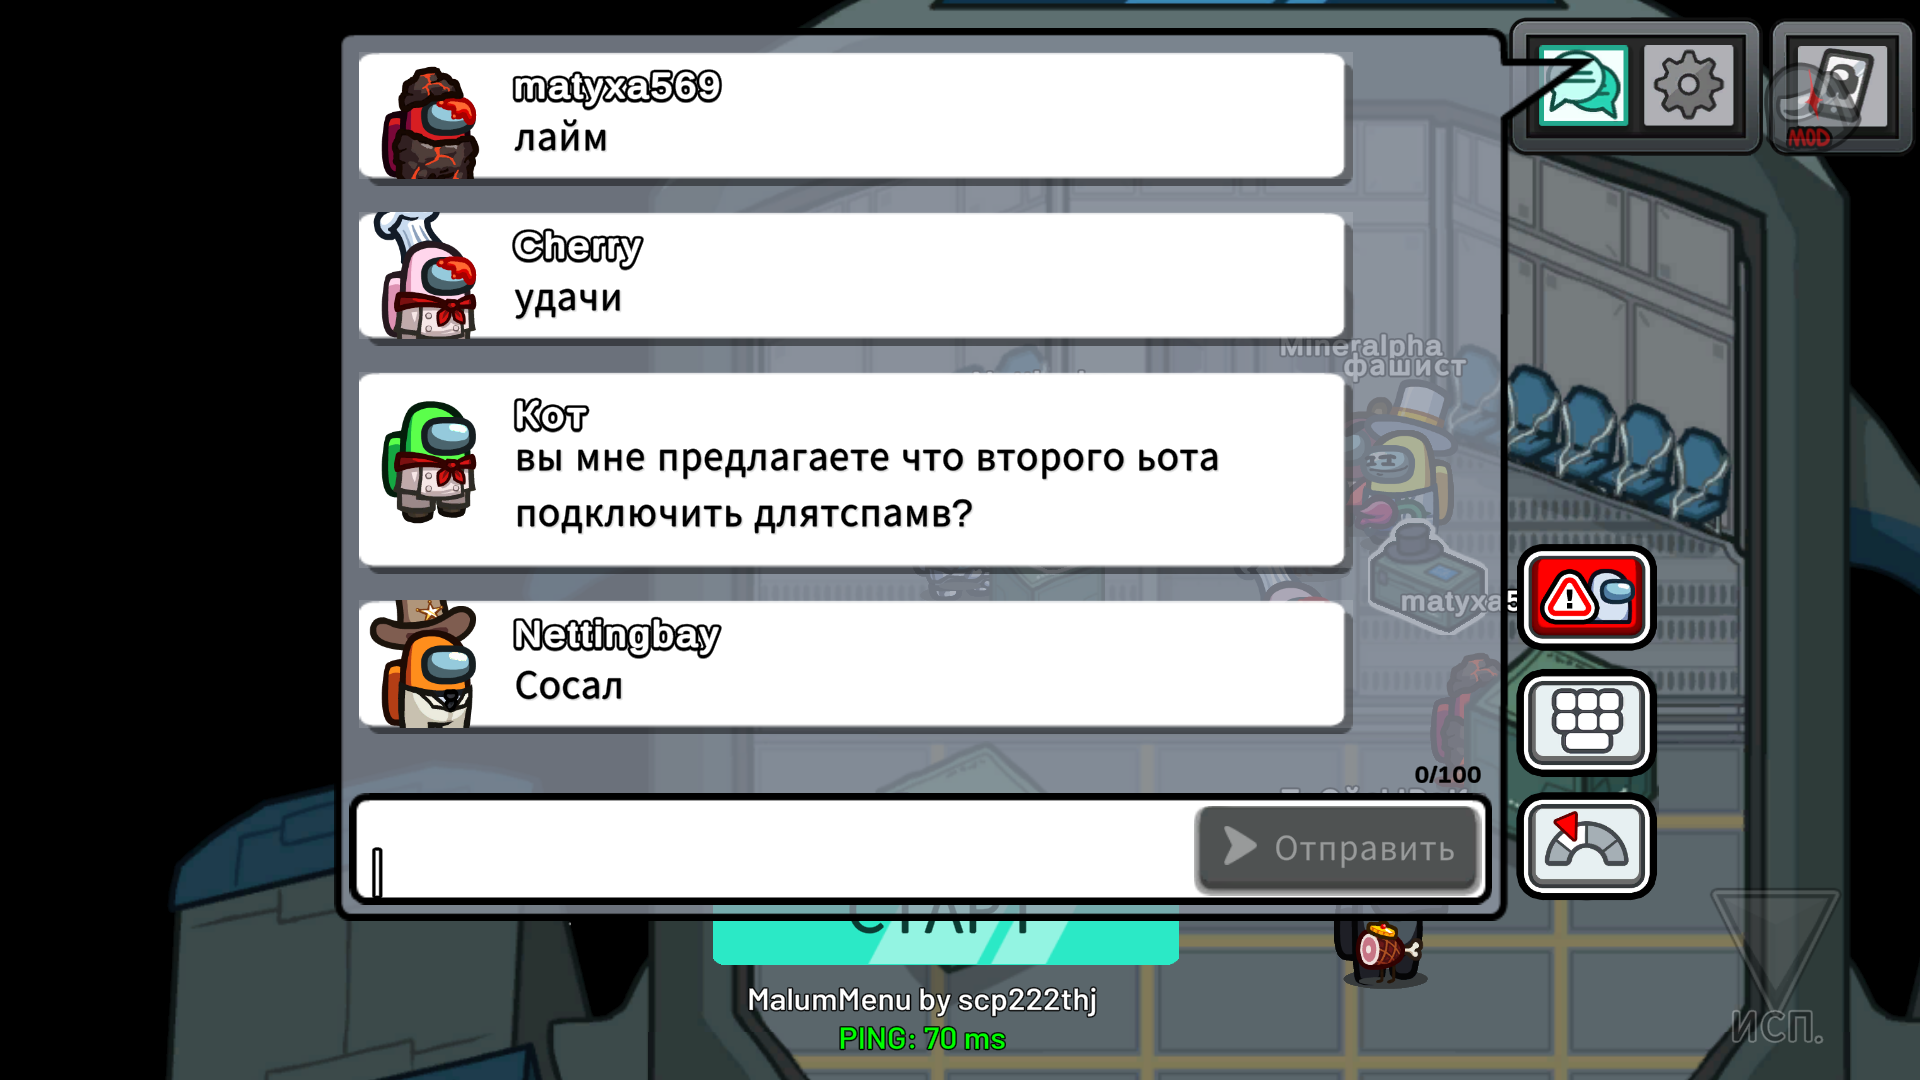 matyxa569
лайм
MOD
Cherry
удачи
Mineralpha
фашист
Кот
вы мне предлагаете что второго ьота
подключить длятспамв?
matyxa5
Nettingbay
Сосал
0/100
Отправить
СТАРТ
MalumMenu by scp222thj
PING: 70 ms
ИСП.